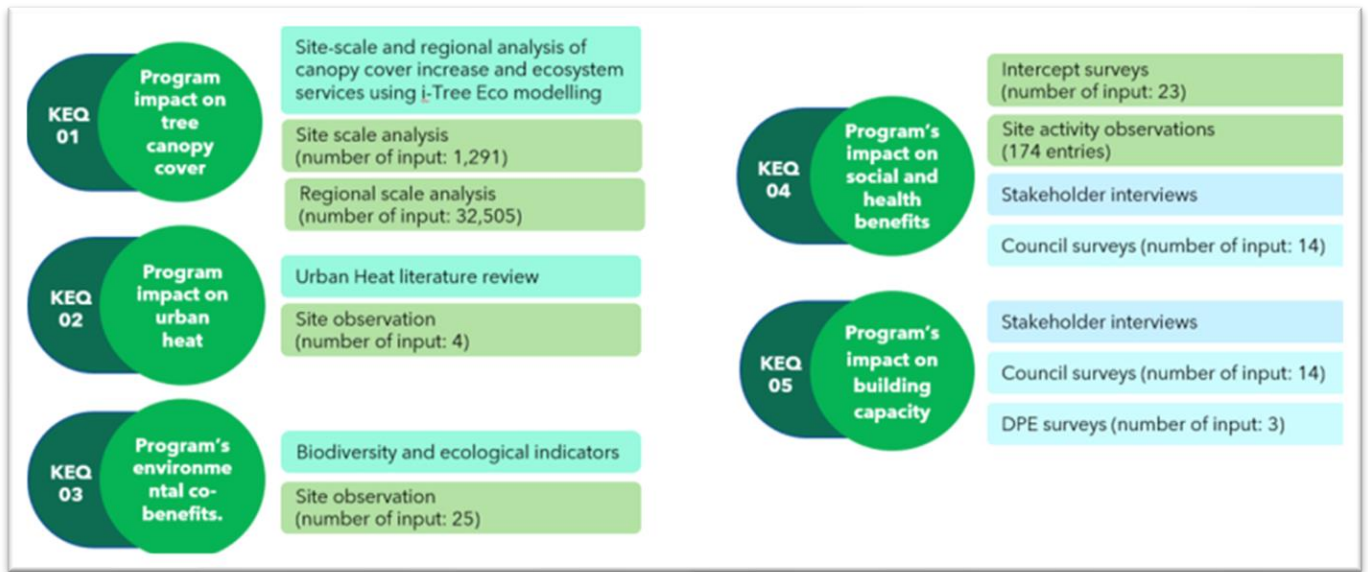 KEQ
01
Program
impact on
tree
canopy
cover
Site-scale and regional analysis of
canopy cover increase and ecosystem
services using i-Tree Eco modelling
Site scale analysis
(number of input: 1,291)
Regional scale analysis
(number of input: 32,505)
KEQ
02
Program
impact on
urban
heat
Urban Heat literature review
Site observation
(number of input: 4)
KEQ
03
Program's
environme
ntal co-
benefits.
Biodiversity and ecological indicators
Site observation
(number of input: 25)
KEQ
04
Program's
impact on
social and
health
benefits
Intercept surveys
(number of input: 23)
Site activity observations
(174 entries)
Stakeholder interviews
Council surveys (number of input: 14)
KEQ
05
Program's
impact on
building
capacity
Stakeholder interviews
Council surveys (number of input: 14)
DPE surveys (number of input: 3)